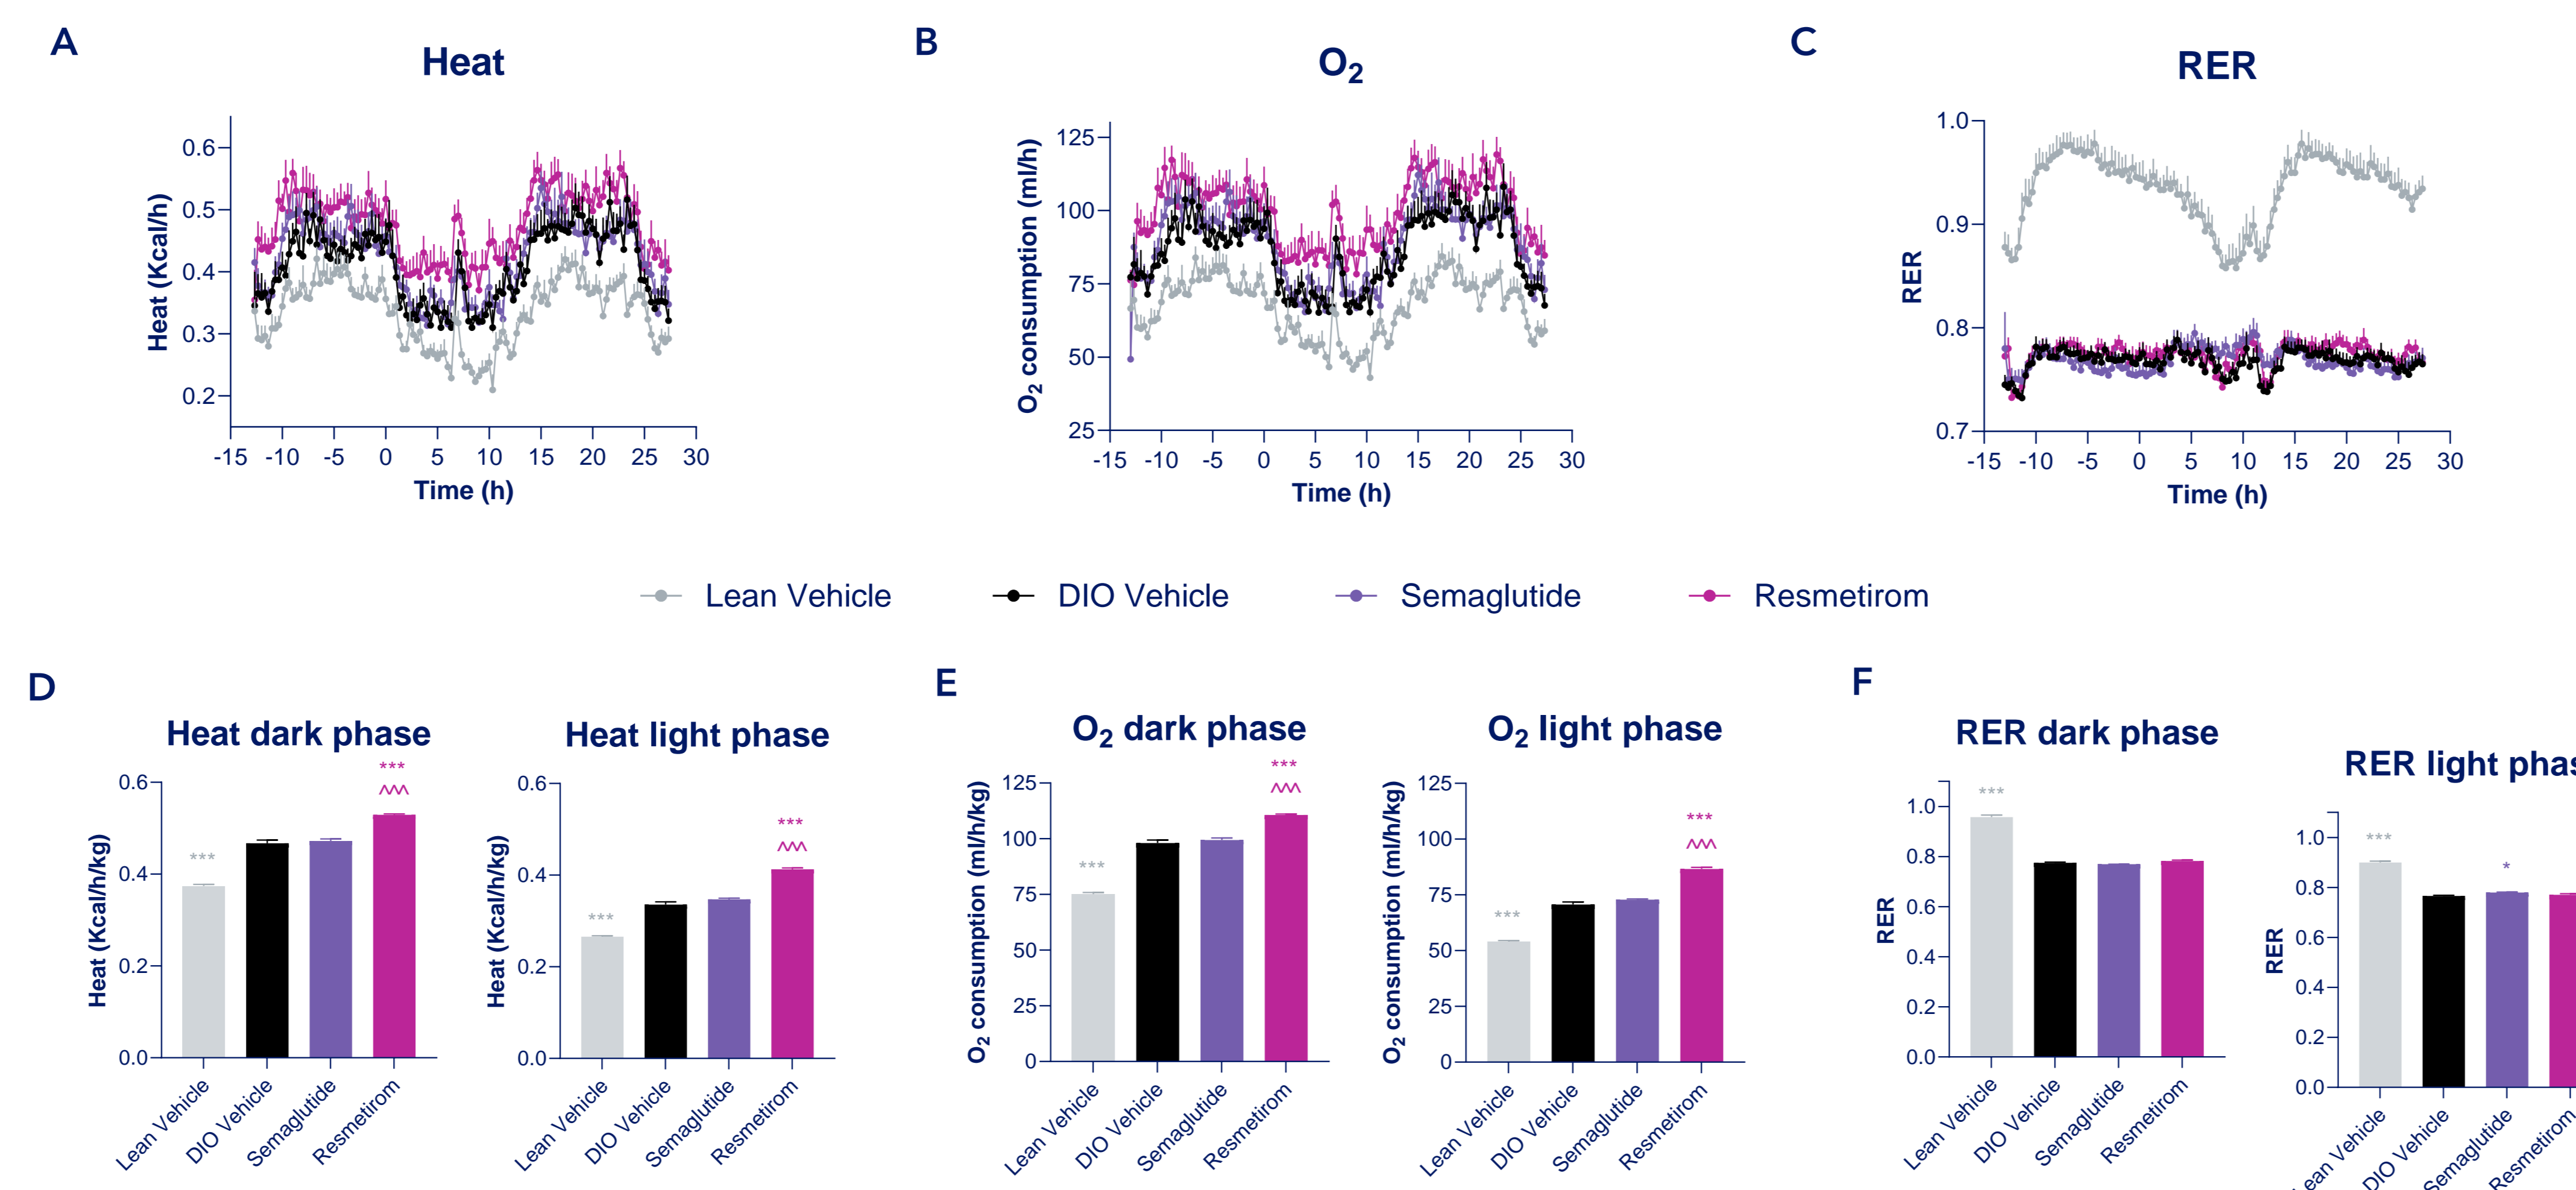 A
Heat
B
O2
C
RER
0.6
0.5
0.4
0.3
0.2
Heat (Kcal/h)
-15 -10 -5 0 5 10 15 20 25 30
Time (h)
125
100
75
50
25
O2 consumption (ml/h)
-15 -10 -5 0 5 10 15 20 25 30
Time (h)
1.0
0.9
0.8
0.7
RER
-15 -10 -5 0 5 10 15 20 25 30
Time (h)
Lean Vehicle DIO Vehicle Semaglutide Resmetirom
D
Heat dark phase
0.6
0.4
0.2
0.0
Heat (Kcal/h/kg)
***
***
^^^
Lean Vehicle
DIO Vehicle
Semaglutide
Resmetirom
Heat light phase
0.6
0.4
0.2
0.0
Heat (Kcal/h/kg)
***
***
^^^
Lean Vehicle
DIO Vehicle
Semaglutide
Resmetirom
E
O2 dark phase
125
100
75
50
25
0
O2 consumption (ml/h/kg)
***
***
^^^
Lean Vehicle
DIO Vehicle
Semaglutide
Resmetirom
O2 light phase
125
100
75
50
25
0
O2 consumption (ml/h/kg)
***
***
^^^
Lean Vehicle
DIO Vehicle
Semaglutide
Resmetirom
F
RER dark phase
1.0
0.8
0.6
0.4
0.2
0.0
RER
***
Lean Vehicle
DIO Vehicle
Semaglutide
Resmetirom
RER light phas
1.0
0.8
0.6
0.4
0.2
0.0
RER
***
*
ean Vehicle
DIO Vehicle
Semaglutide
Resmetirom